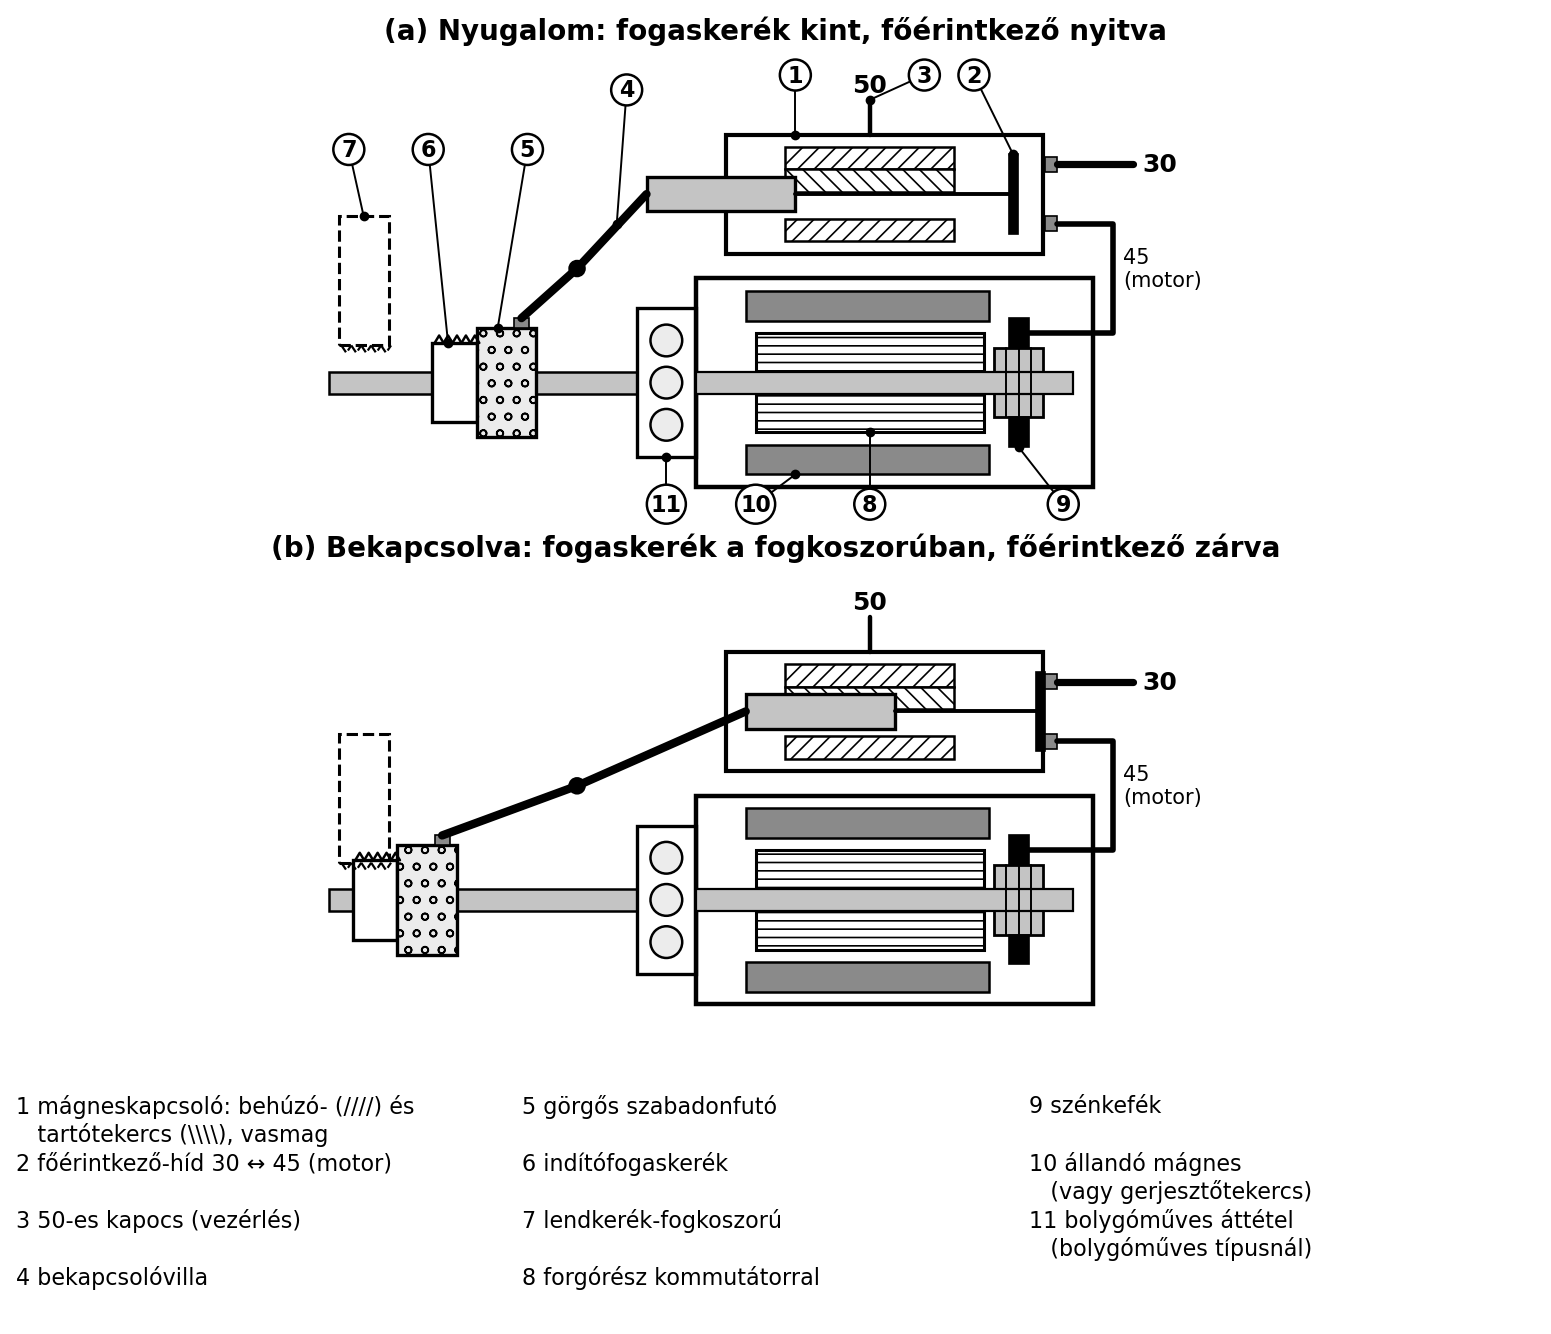 (a) Nyugalom: fogaskerék kint, főérintkező nyitva
1
3
2
4
50
7
6
5
30
45
(motor)
11
10
8
9
(b) Bekapcsolva: fogaskerék a fogkoszorúban, főérintkező zárva
50
30
45
(motor)
1 mágneskapcsoló: behúzó- (////) és
tartótekercs (\\\\), vasmag
2 főérintkező-híd 30 ↔ 45 (motor)
3 50-es kapocs (vezérlés)
4 bekapcsolóvilla
5 görgős szabadonfutó
6 indítófogaskerék
7 lendkerék-fogkoszorú
8 forgórész kommutátorral
9 szénkefék
10 állandó mágnes
(vagy gerjesztőtekercs)
11 bolygóműves áttétel
(bolygóműves típusnál)